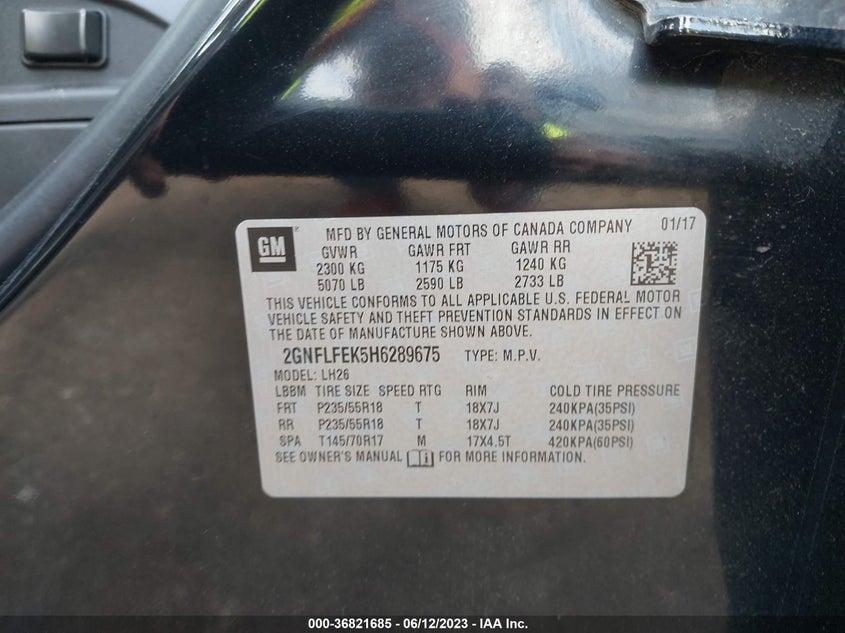 GM
MFD BY GENERAL MOTORS OF CANADA COMPANY 01/17
GVWR GAWR FRT GAWR RR
2300 KG 1175 KG 1240 KG
5070 LB 2590 LB 2733 LB
THIS VEHICLE CONFORMS TO ALL APPLICABLE U.S. FEDERAL MOTOR
VEHICLE SAFETY AND THEFT PREVENTION STANDARDS IN EFFECT ON
THE DATE OF MANUFACTURE SHOWN ABOVE.
2GNFLFEK5H6289675 TYPE: M.P.V.
MODEL: LH26
LBBM TIRE SIZE SPEED RTG RIM COLD TIRE PRESSURE
FRT P235/55R18 T 18X7J 240KPA(35PSI)
RR P235/55R18 T 18X7J 240KPA(35PSI)
SPA T145/70R17 M 17X4.5T 420KPA(60PSI)
SEE OWNER'S MANUAL FOR MORE INFORMATION.
000-36821685 - 06/12/2023 - IAA Inc.